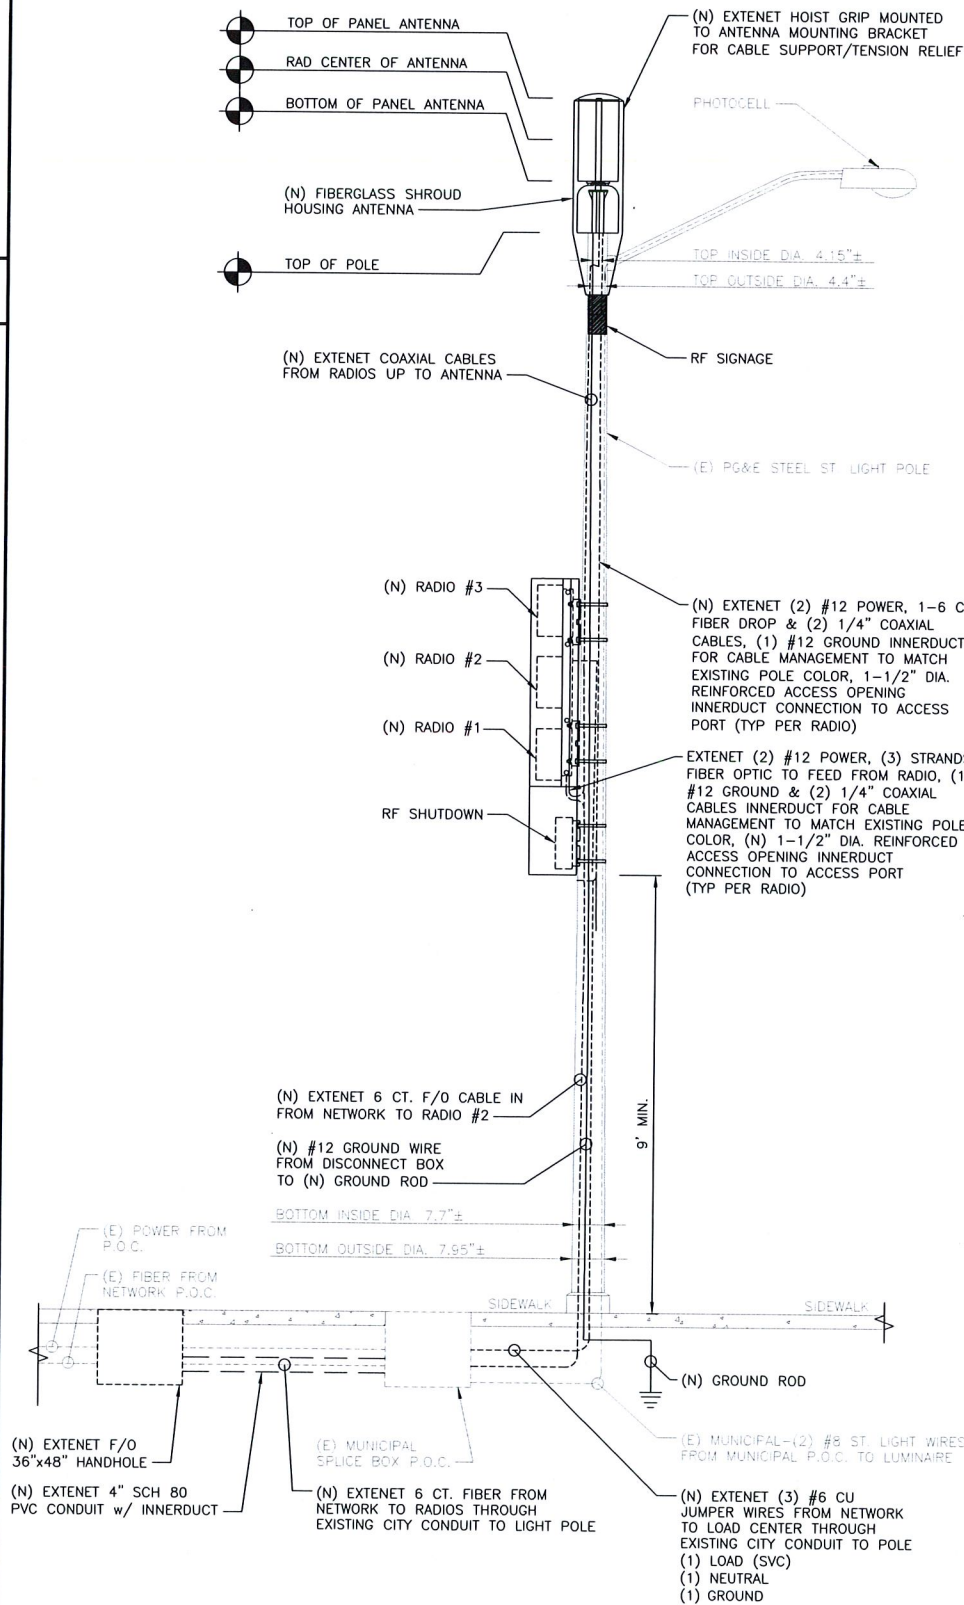 TOP OF PANEL ANTENNA
RAD CENTER OF ANTENNA
BOTTOM OF PANEL ANTENNA
(N) EXTENET HOIST GRIP MOUNTED
TO ANTENNA MOUNTING BRACKET
FOR CABLE SUPPORT/TENSION RELIEF
PHOTOCELL
(N) FIBERGLASS SHROUD
HOUSING ANTENNA
TOP OF POLE
TOP INSIDE DIA. 4.15"±
TOP OUTSIDE DIA. 4.4"±
RF SIGNAGE
(N) EXTENET COAXIAL CABLES
FROM RADIOS UP TO ANTENNA
(E) PG&E STEEL ST LIGHT POLE
(N) RADIO #3
(N) RADIO #2
(N) RADIO #1
RF SHUTDOWN
(N) EXTENET (2) #12 POWER, 1-6 C
FIBER DROP & (2) 1/4" COAXIAL
CABLES, (1) #12 GROUND INNERDUCT
FOR CABLE MANAGEMENT TO MATCH
EXISTING POLE COLOR, 1-1/2" DIA.
REINFORCED ACCESS OPENING
INNERDUCT CONNECTION TO ACCESS
PORT (TYP PER RADIO)
EXTENET (2) #12 POWER, (3) STRANDS
FIBER OPTIC TO FEED FROM RADIO, (1
#12 GROUND & (2) 1/4" COAXIAL
CABLES INNERDUCT FOR CABLE
MANAGEMENT TO MATCH EXISTING POLE
COLOR, (N) 1-1/2" DIA. REINFORCED
ACCESS OPENING INNERDUCT
CONNECTION TO ACCESS PORT
(TYP PER RADIO)
9' MIN.
(N) EXTENET 6 CT. F/O CABLE IN
FROM NETWORK TO RADIO #2
(N) #12 GROUND WIRE
FROM DISCONNECT BOX
TO (N) GROUND ROD
BOTTOM INSIDE DIA 7.7"±
BOTTOM OUTSIDE DIA. 7.95"±
(E) POWER FROM
P.O.C.
(E) FIBER FROM
NETWORK P.O.C.
SIDEWALK
SIDEWALK
(N) GROUND ROD
(N) EXTENET F/O
36"x48" HANDHOLE
(N) EXTENET 4" SCH 80
PVC CONDUIT w/ INNERDUCT
(E) MUNICIPAL
SPLICE BOX P.O.C.
(N) EXTENET 6 CT. FIBER FROM
NETWORK TO RADIOS THROUGH
EXISTING CITY CONDUIT TO LIGHT POLE
(E) MUNICIPAL-(2) #8 ST. LIGHT WIRES
FROM MUNICIPAL P.O.C. TO LUMINAIRE
(N) EXTENET (3) #6 CU
JUMPER WIRES FROM NETWORK
TO LOAD CENTER THROUGH
EXISTING CITY CONDUIT TO POLE
(1) LOAD (SVC)
(1) NEUTRAL
(1) GROUND